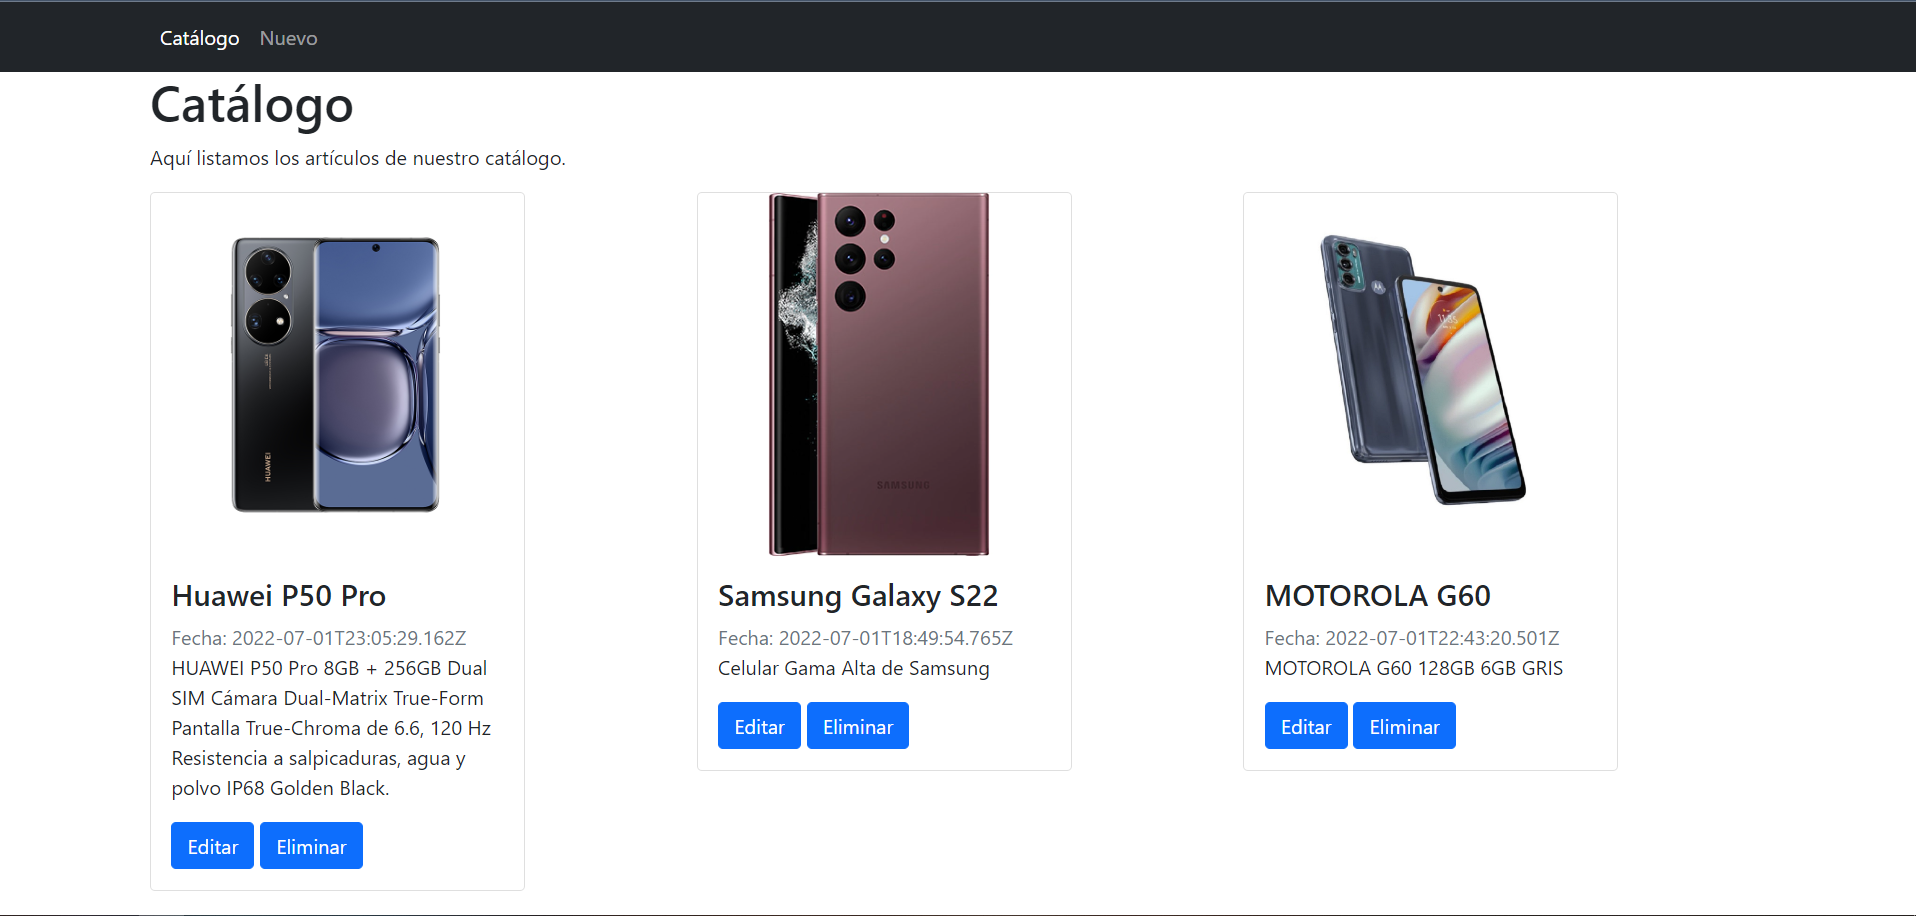 Catálogo Nuevo
Catálogo
Aquí listamos los artículos de nuestro catálogo.
HUAWEI
Huawei P50 Pro
Fecha: 2022-07-01T23:05:29.162Z
HUAWEI P50 Pro 8GB + 256GB Dual
SIM Cámara Dual-Matrix True-Form
Pantalla True-Chroma de 6.6, 120 Hz
Resistencia a salpicaduras, agua y
polvo IP68 Golden Black.
Editar Eliminar
SAMSUNG
Samsung Galaxy S22
Fecha: 2022-07-01T18:49:54.765Z
Celular Gama Alta de Samsung
Editar Eliminar
MOTOROLA G60
Fecha: 2022-07-01T22:43:20.501Z
MOTOROLA G60 128GB 6GB GRIS
Editar Eliminar